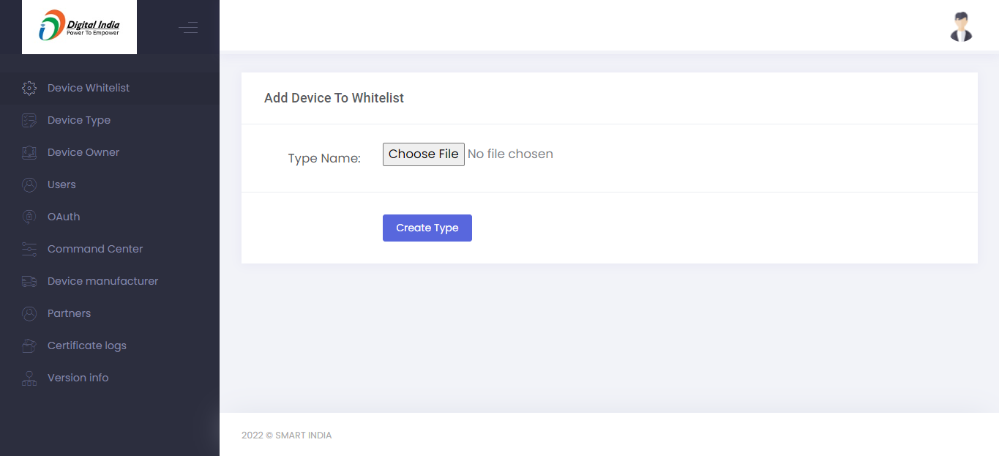 Digital India
Power To Empower
Device Whitelist
Device Type
Device Owner
Users
OAuth
Command Center
Device manufacturer
Partners
Certificate logs
Version info
Add Device To Whitelist
Type Name:
Choose File No file chosen
Create Type
2022 © SMART INDIA